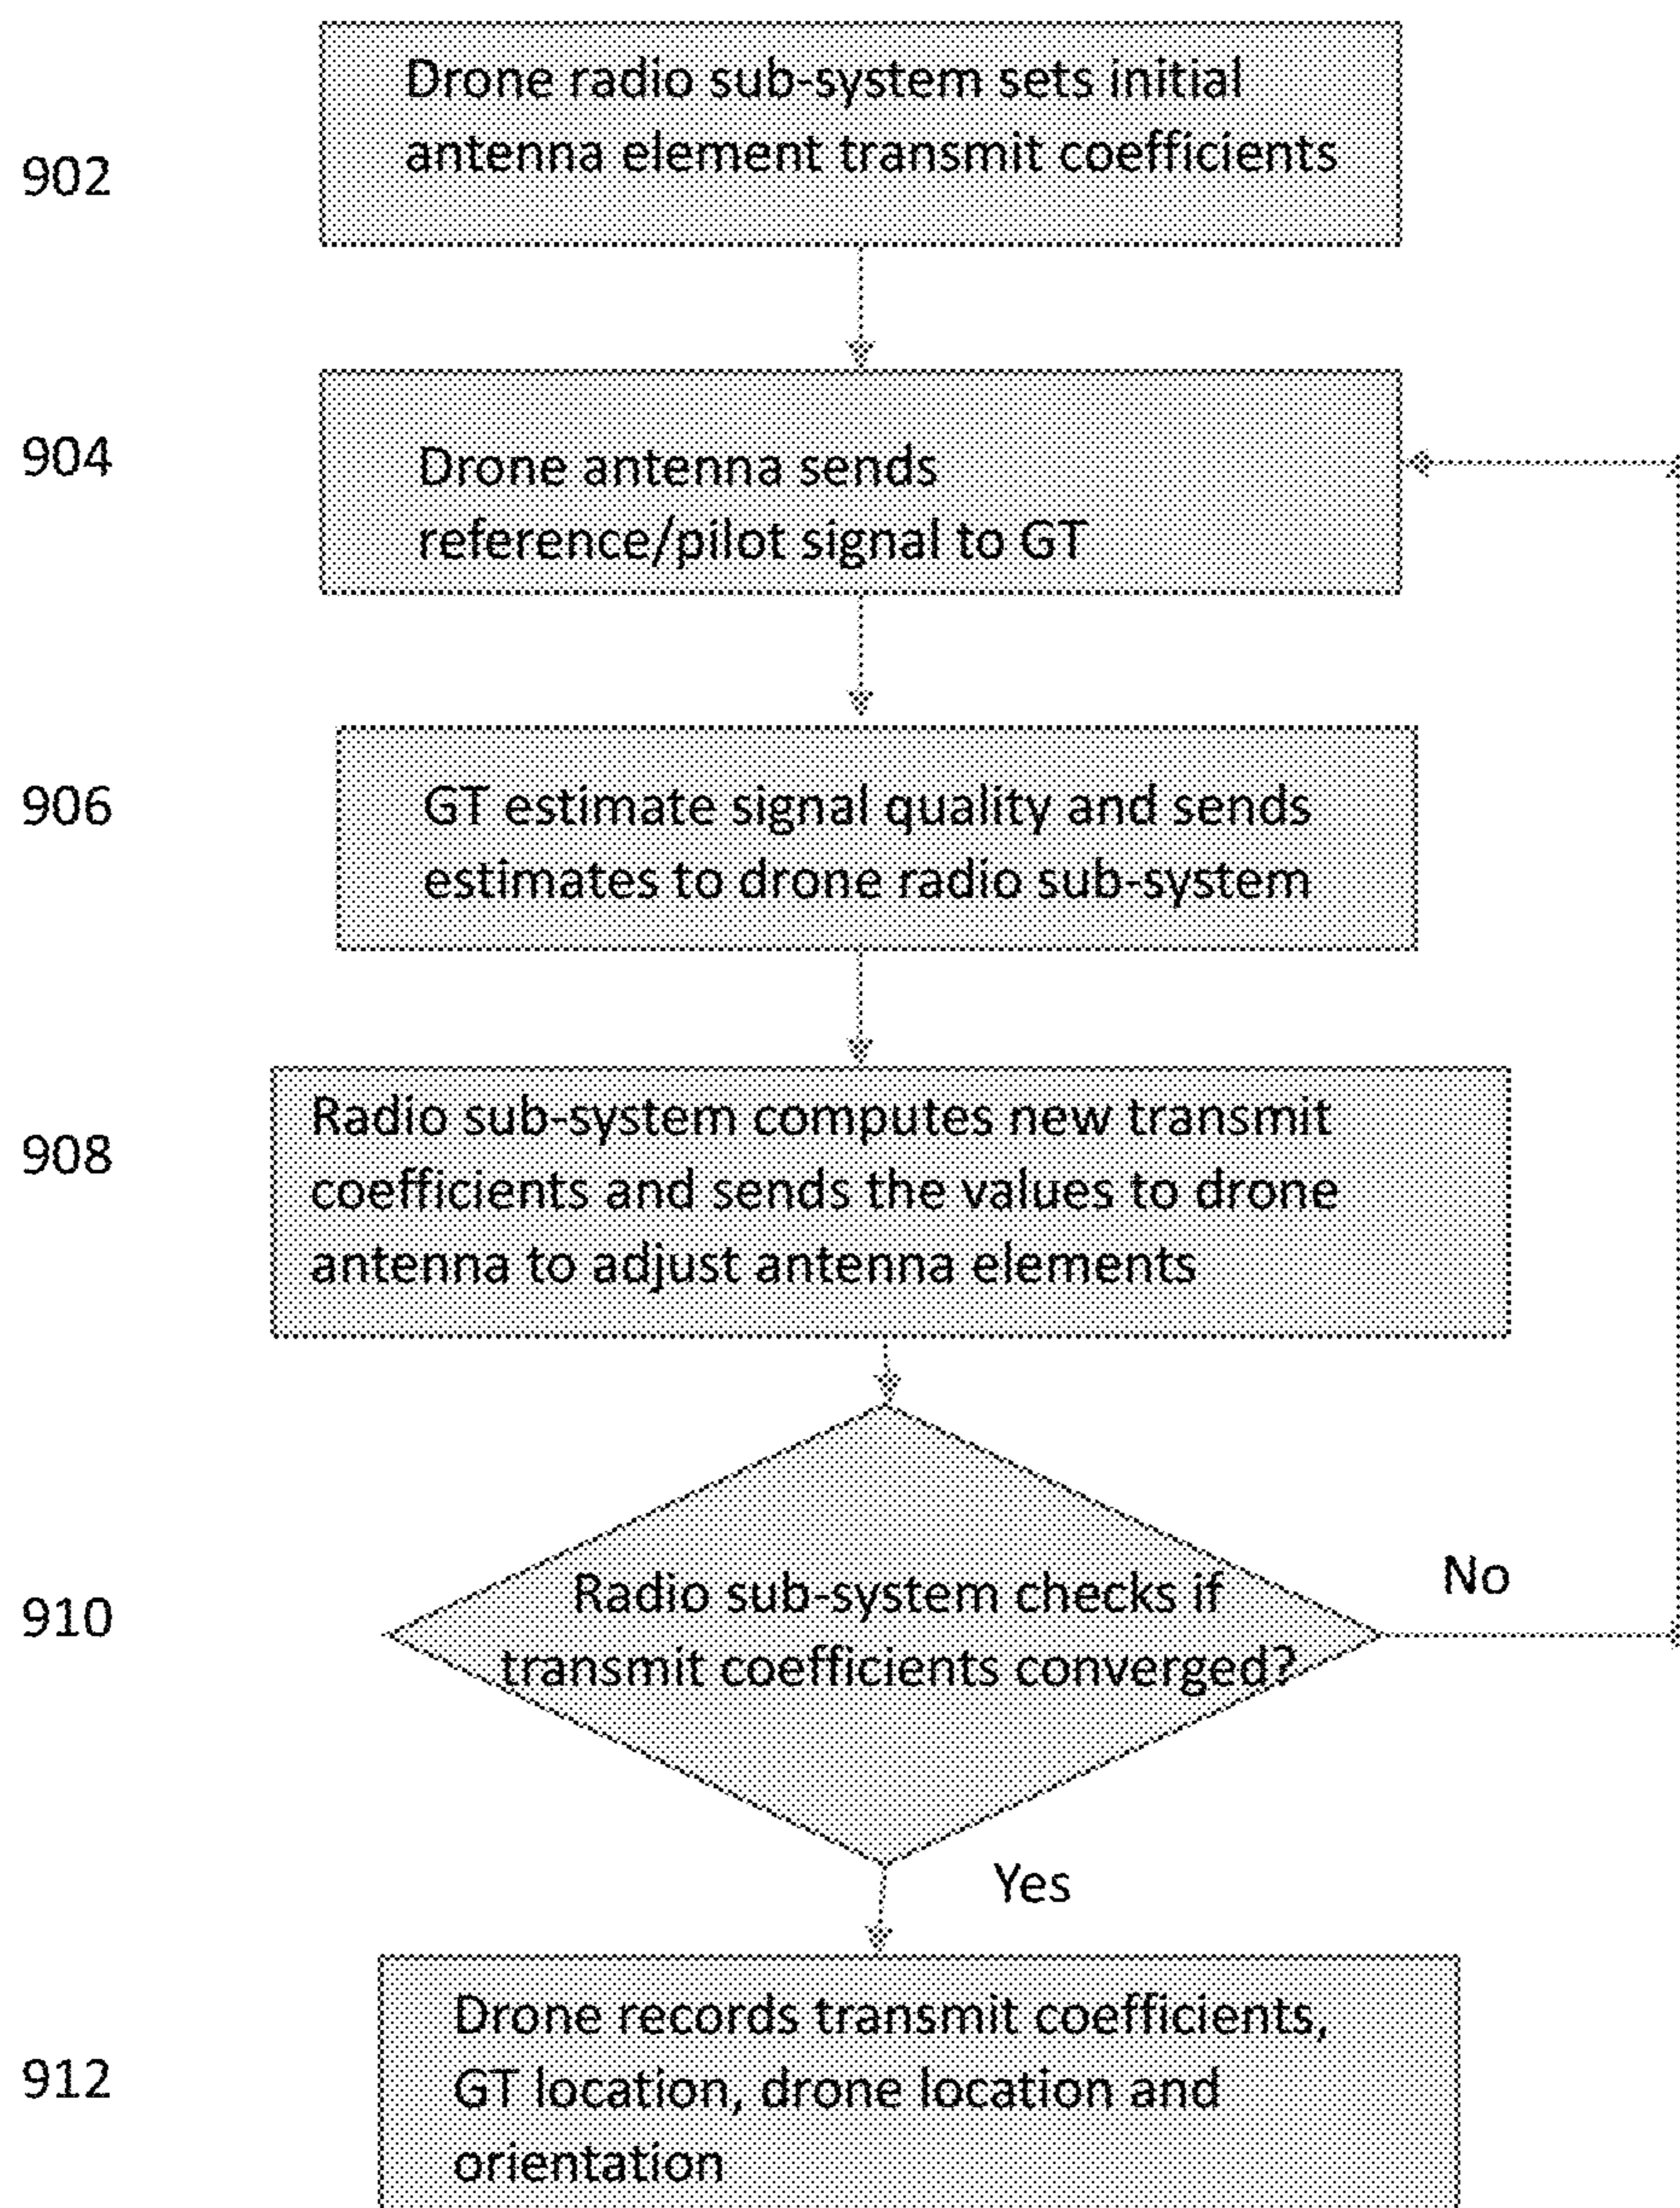 902
Drone radio sub-system sets initial
antenna element transmit coefficients
904
Drone antenna sends
reference/pilot signal to GT
906
GT estimate signal quality and sends
estimates to drone radio sub-system
908
Radio sub-system computes new transmit
coefficients and sends the values to drone
antenna to adjust antenna elements
910
Radio sub-system checks if
transmit coefficients converged?
No
Yes
912
Drone records transmit coefficients,
GT location, drone location and
orientation